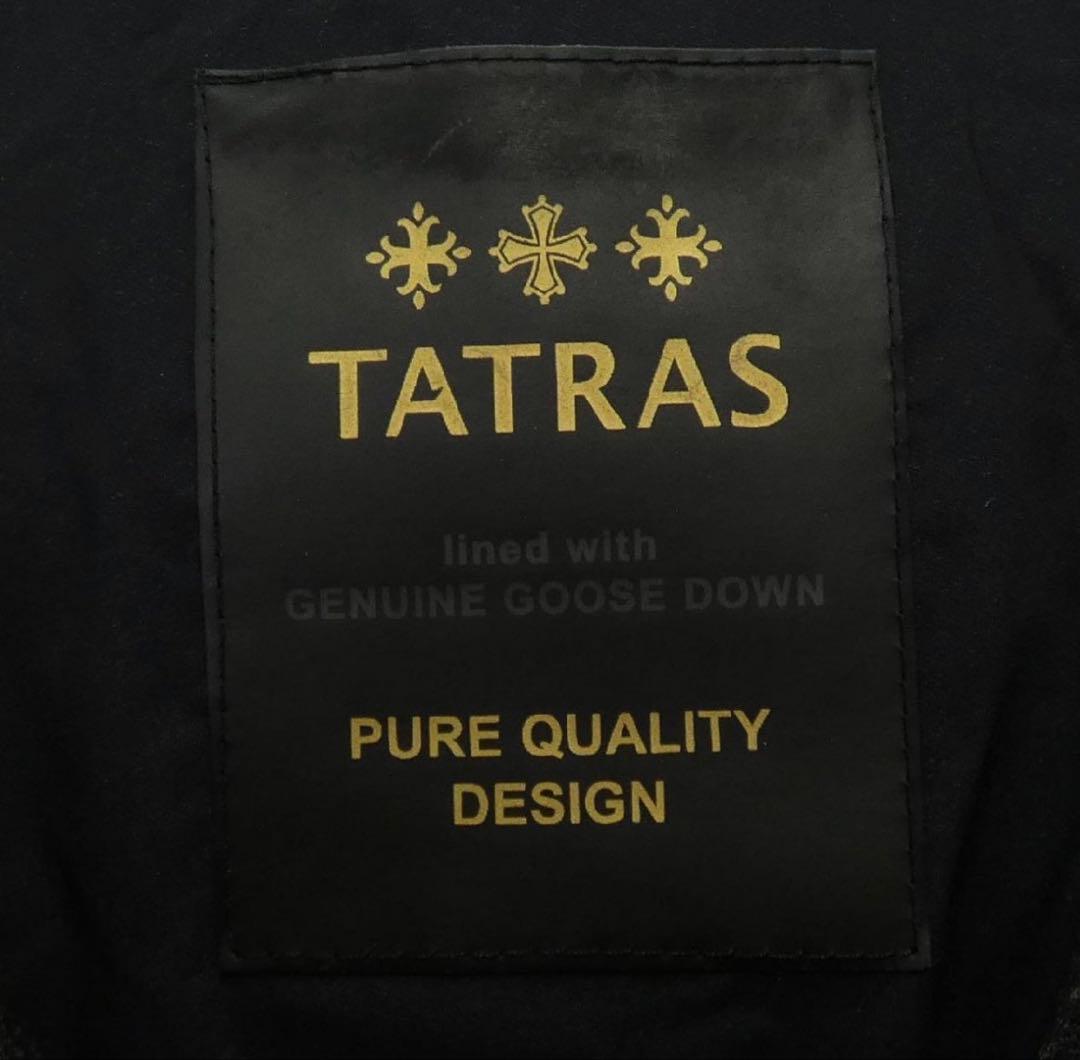 TATRAS
lined with
GENUINE GOOSE DOWN
PURE QUALITY
DESIGN